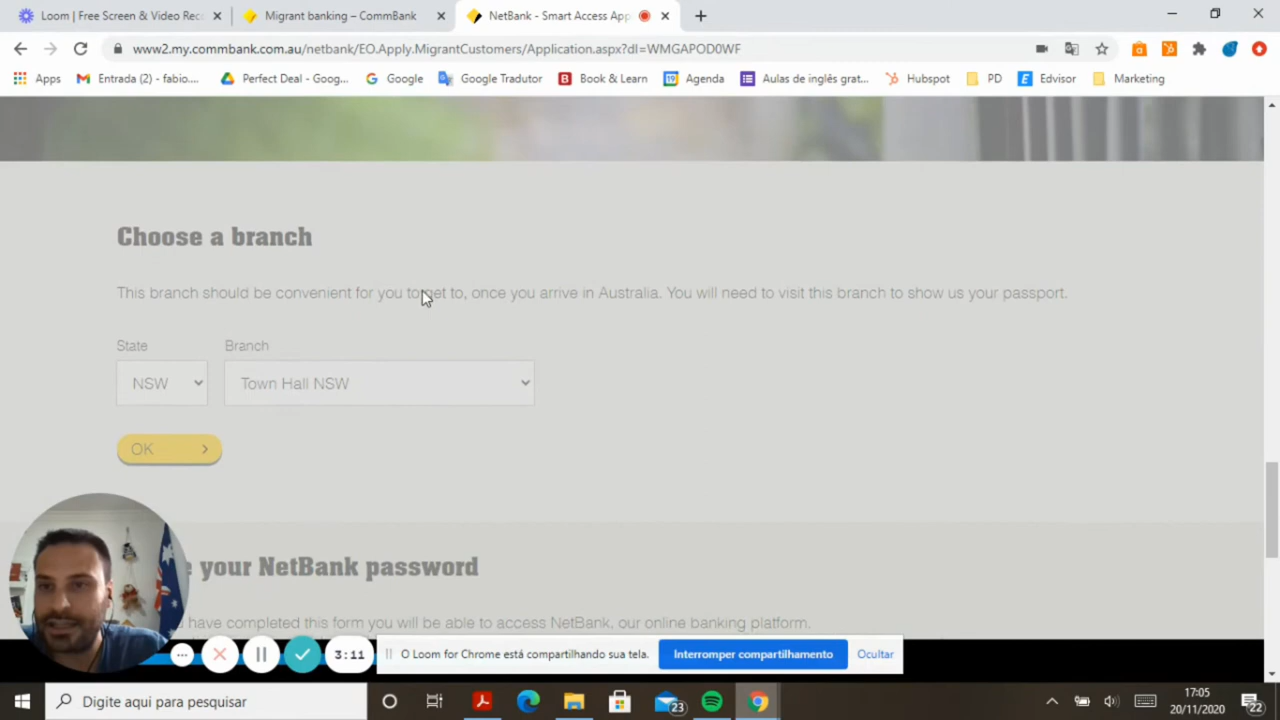 Loom | Free Screen & Video Rec
Migrant banking – CommBank
NetBank - Smart Access App
www2.my.commbank.com.au/netbank/EO.Apply.MigrantCustomers/Application.aspx?dl=WMGAPOD0WF
Apps
Entrada (2) - fabio....
Perfect Deal - Goog...
Google
Google Tradutor
Book & Learn
Agenda
Aulas de inglês grat...
Hubspot
PD
Edvisor
Marketing
Choose a branch
This branch should be convenient for you to get to, once you arrive in Australia. You will need to visit this branch to show us your passport.
State
Branch
NSW
Town Hall NSW
OK
your NetBank password
have completed this form you will be able to access NetBank, our online banking platform.
3:11
O Loom for Chrome está compartilhando sua tela.
Interromper compartilhamento
Ocultar
Digite aqui para pesquisar
23
17:05
20/11/2020
22